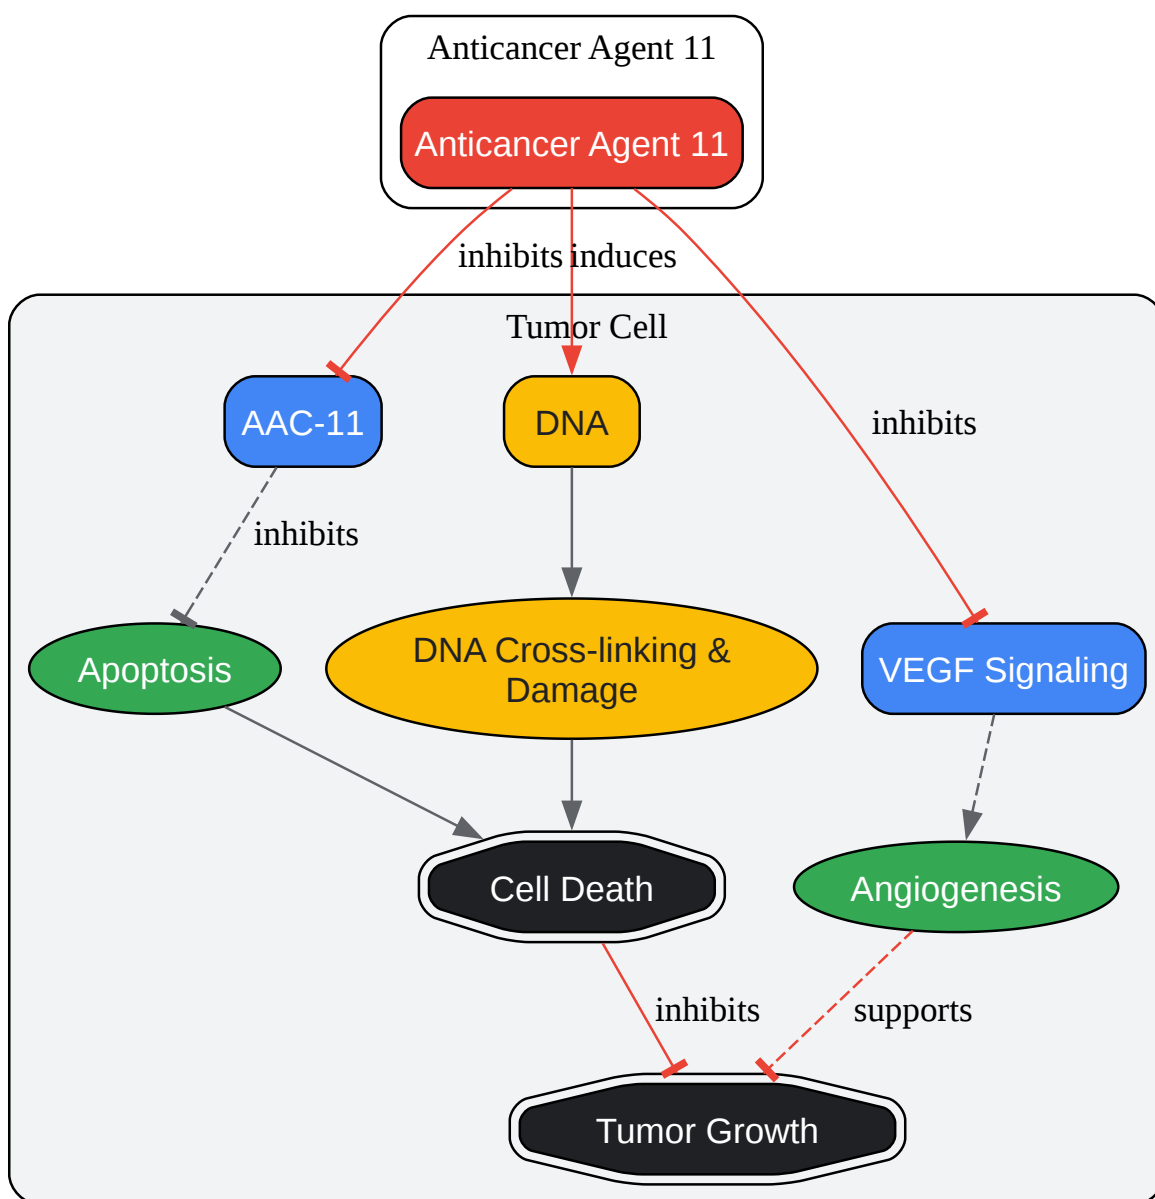 Anticancer Agent 11
Anticancer Agent 11
inhibits
induces
Tumor Cell
AAC-11
DNA
inhibits
inhibits
Apoptosis
DNA Cross-linking &
Damage
VEGF Signaling
Cell Death
Angiogenesis
inhibits
supports
Tumor Growth